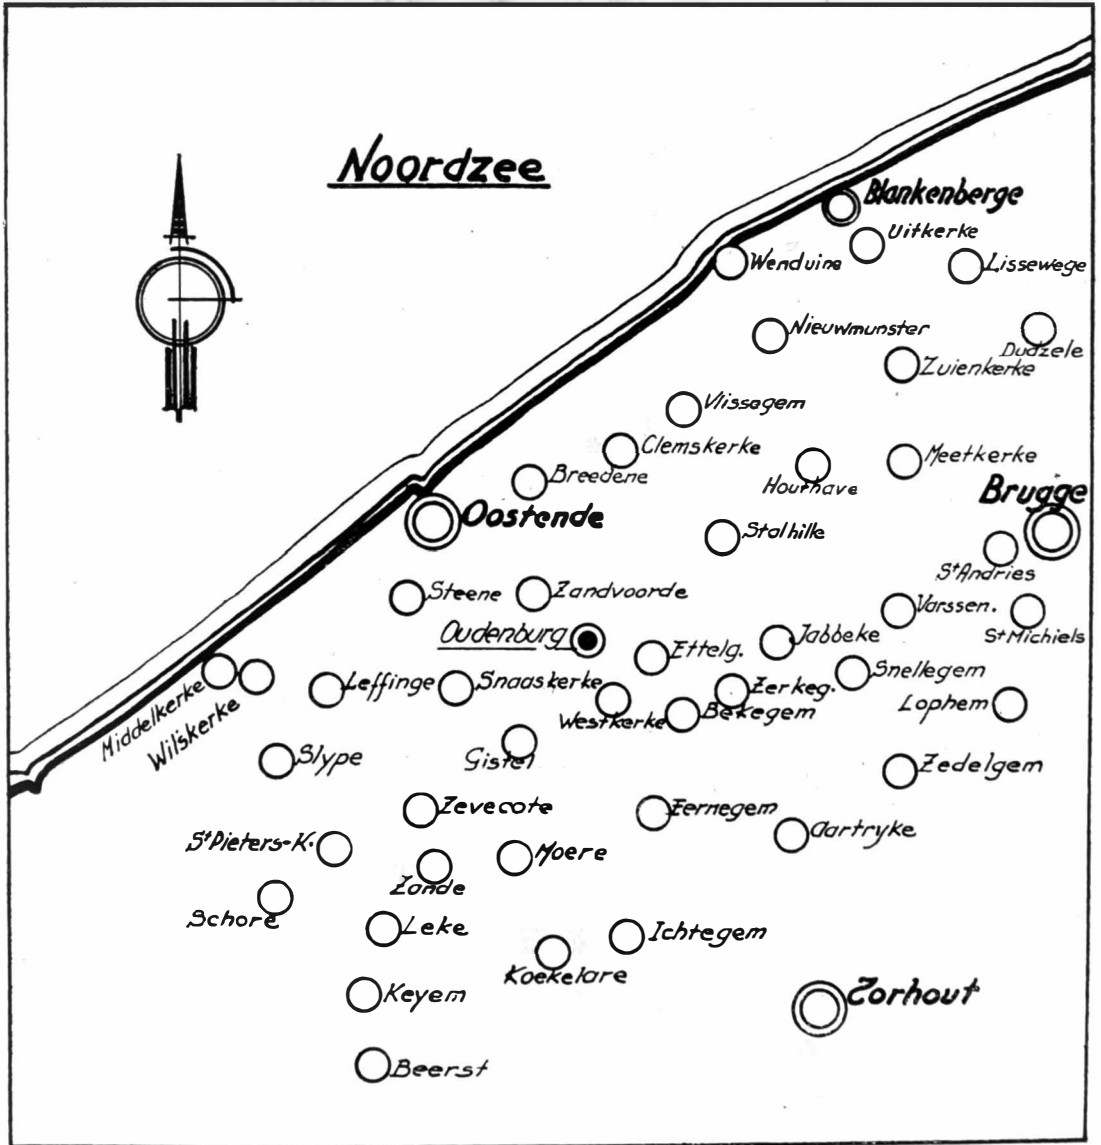 Noordzee
Blankenberge
Uitkerke
Wenduine
Lissewege
Nieuwmunster
Dudzele
Zuienkerke
Vlissegem
Clemskerke
Meetkerke
Breedene
Houthave
Brugge
Oostende
Stalhille
St Andries
Steene
Zandvoorde
Varssen.
Oudenburg
Jabbeke
St Michiels
Ettelg.
Snellegem
Leffinge
Snaaskerke
Zerkeg.
Lophem
Middelkerke
Westkerke
Bekegem
Wilskerke
Slype
Gistel
Zedelgem
Zevecote
Eernegem
Aartryke
St Pieters-K.
Moere
Zande
Schore
Leke
Ichtegem
Koekelare
Keyem
Torhout
Beerst